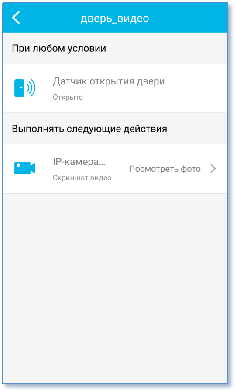 дверь_видео
При любом условии
Датчик открытия двери
Открыто
Выполнять следующие действия
IP-камера...
Посмотреть фото
Скриншот видео